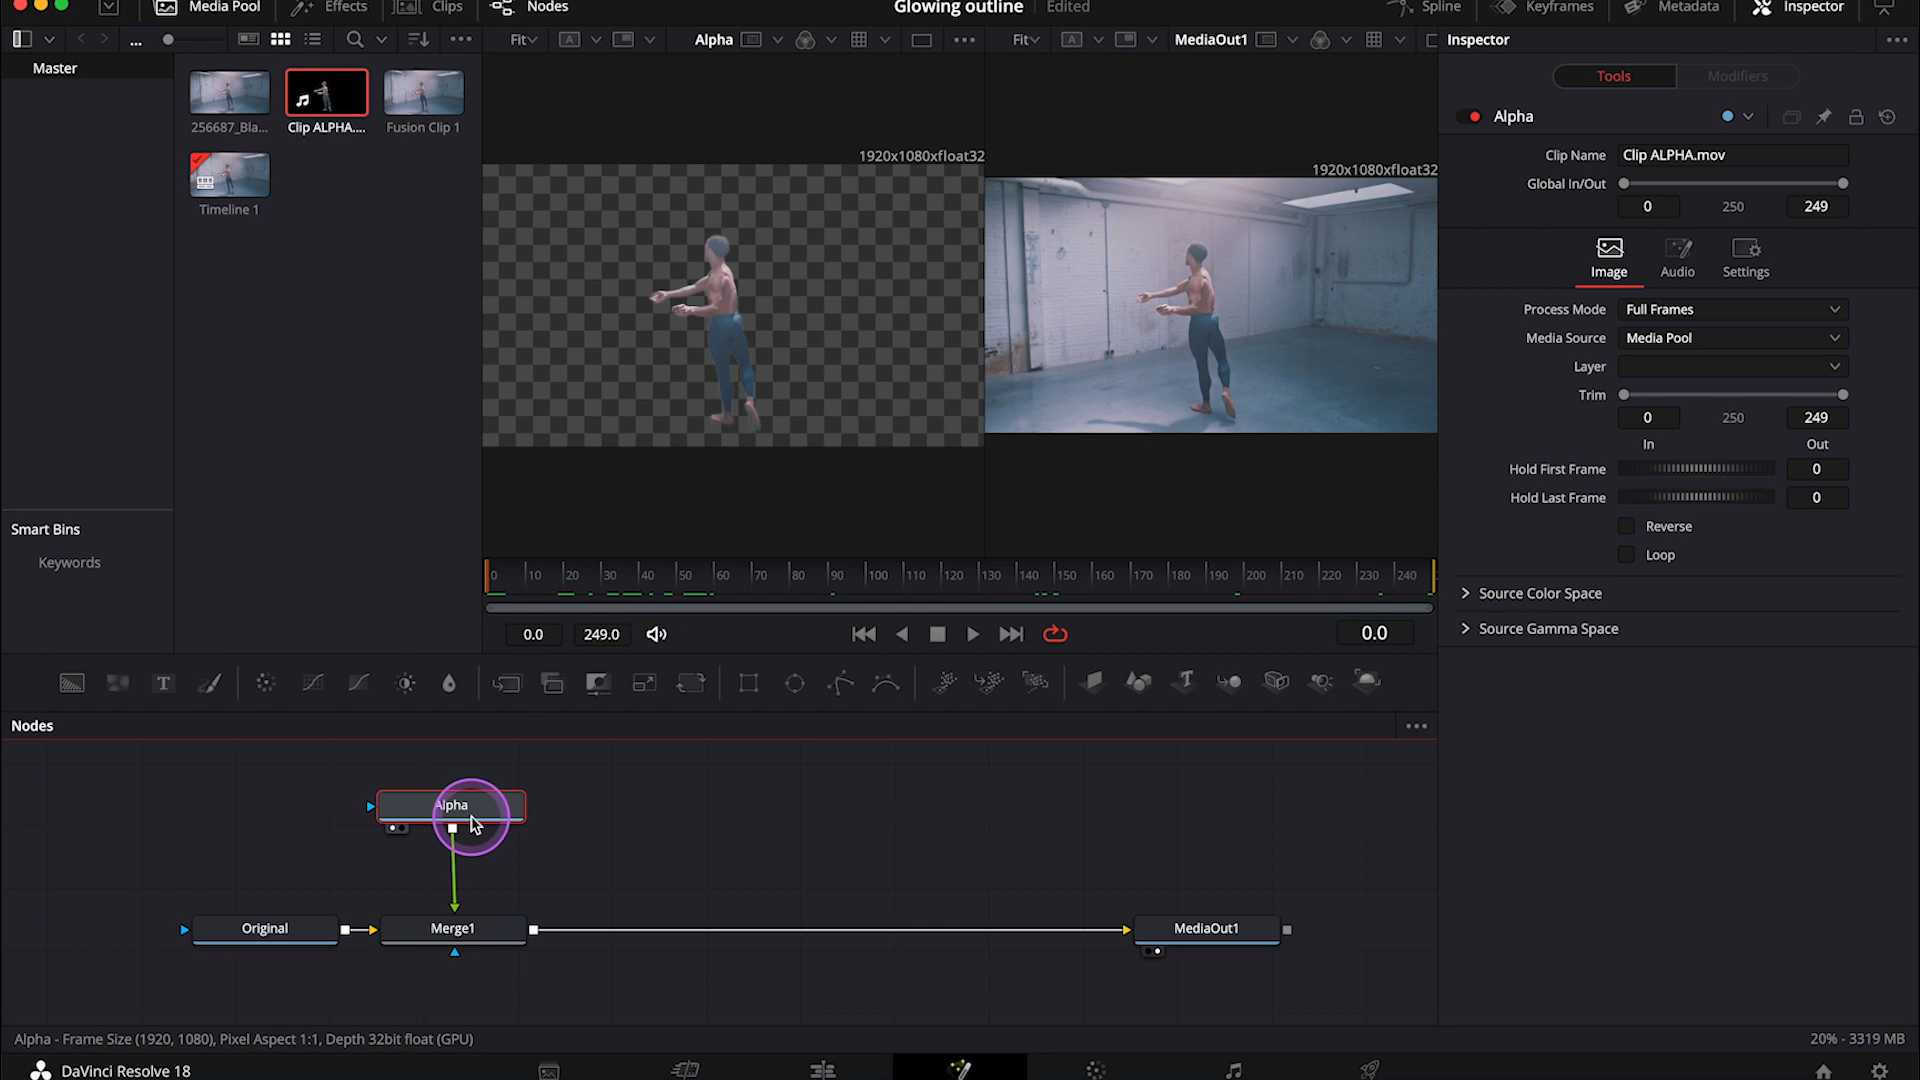 Media Pool
Effects
Clips
Nodes
Glowing outline
Edited
Spline
Keyframes
Metadata
Inspector
...
Fit
A
Alpha
Fit
A
MediaOut1
Inspector
Master
256687_Bla...
Clip ALPHA....
Fusion Clip 1
Timeline 1
Smart Bins
Keywords
1920x1080xfloat32
1920x1080xfloat32
Tools
Modifiers
Alpha
Clip Name
Clip ALPHA.mov
Global In/Out
0
250
249
Image
Audio
Settings
Process Mode
Full Frames
Media Source
Media Pool
Layer
Trim
0
250
249
In
Out
Hold First Frame
0
Hold Last Frame
0
Reverse
Loop
Source Color Space
Source Gamma Space
0 10 20 30 40 50 60 70 80 90 100 110 120 130 140 150 160 170 180 190 200 210 220 230 240
0.0
249.0
0.0
T
T
Nodes
Alpha
Original
Merge1
MediaOut1
Alpha - Frame Size (1920, 1080), Pixel Aspect 1:1, Depth 32bit float (GPU)
20% - 3319 MB
DaVinci Resolve 18